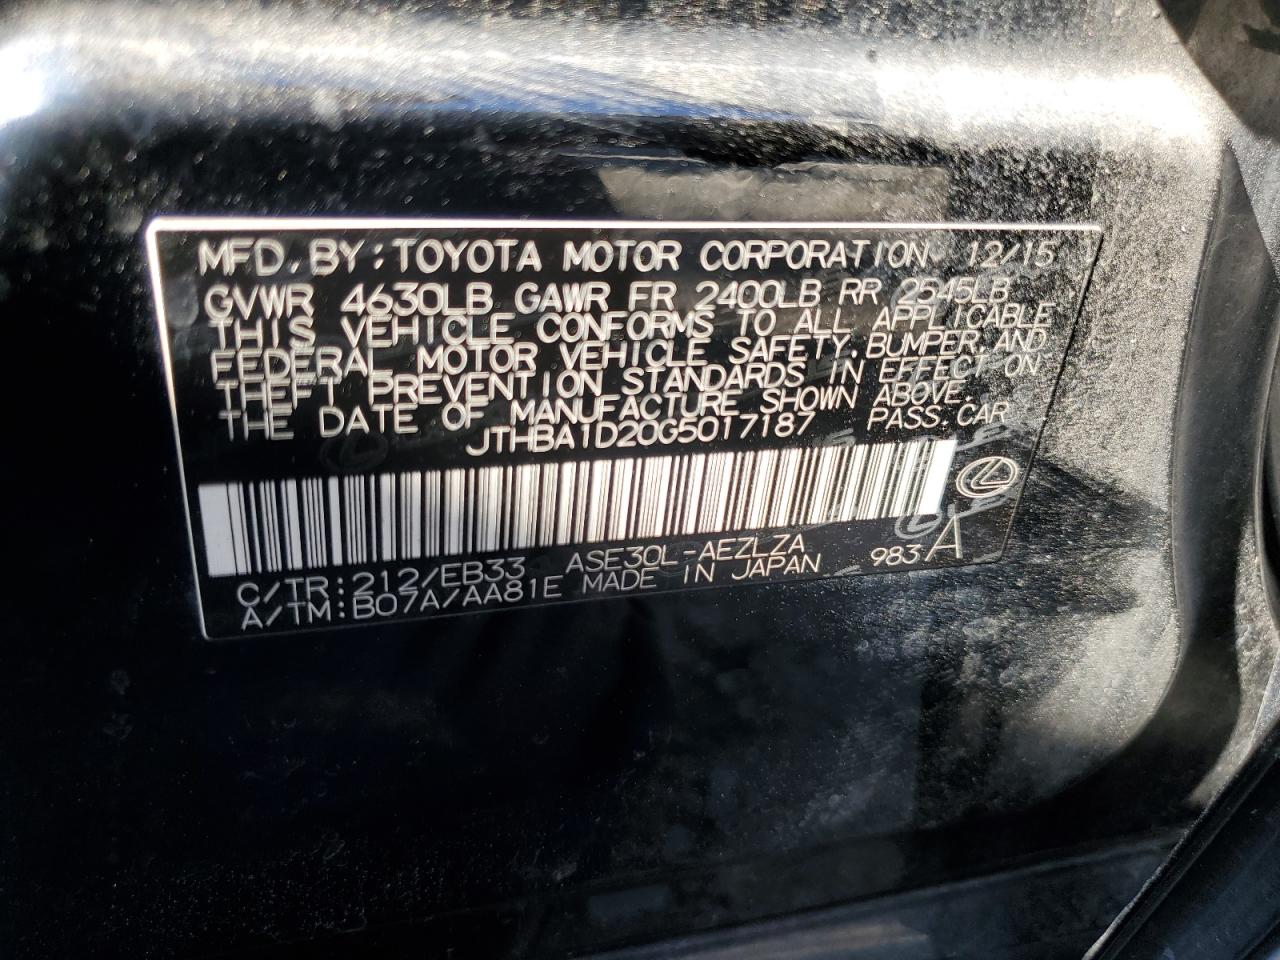 MFD. BY: TOYOTA MOTOR CORPORATION 12/15
GVWR 4630LB GAWR FR 2400LB RR 2545LB
THIS VEHICLE CONFORMS TO ALL APPLICABLE
FEDERAL MOTOR VEHICLE SAFETY, BUMPER, AND
THEFT PREVENTION STANDARDS IN EFFECT ON
THE DATE OF MANUFACTURE SHOWN ABOVE.
JTHBA1D20G5017187 PASS. CAR
C/TR: 212/EB33 ASE30L-AEZLZA
A/TM: B07A/AA81E MADE IN JAPAN 983A